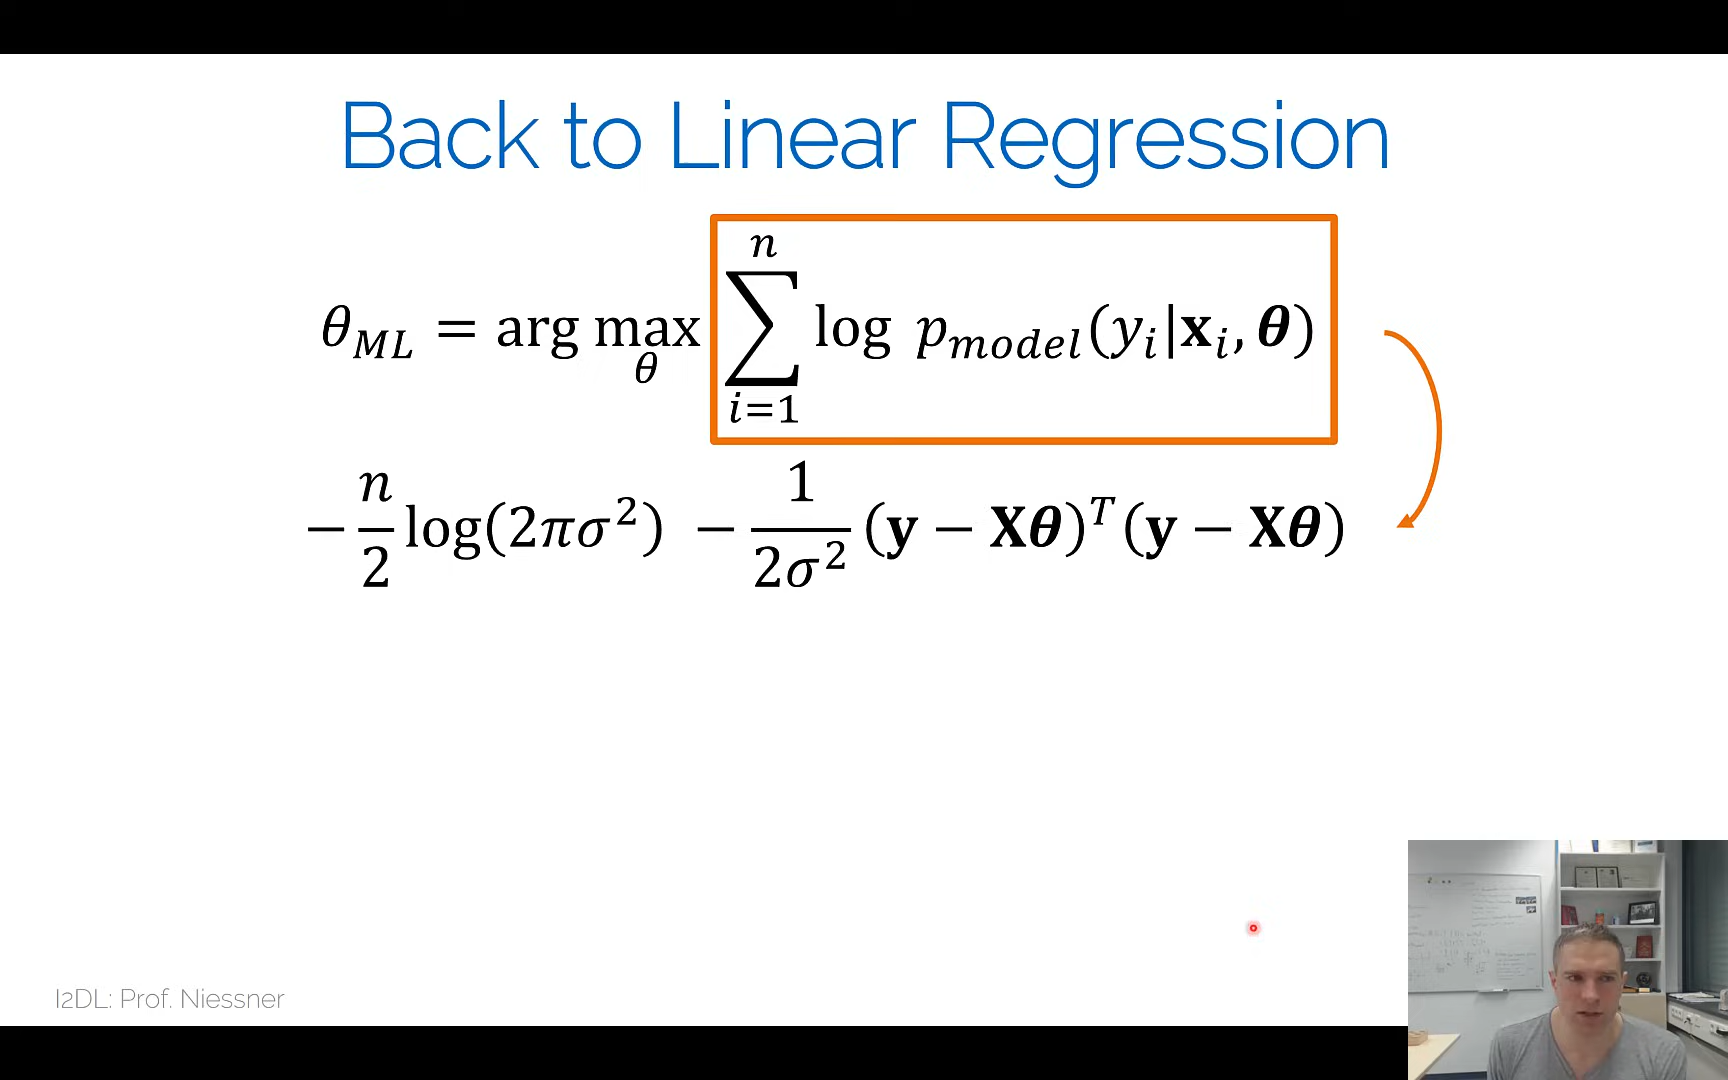 Back to Linear Regression
θ_ML = arg max_θ ∑_{i=1}^{n} log p_model(y_i|𝐱_i, 𝜽)
−n/2 log(2πσ²) − 1/(2σ²) (𝐲 − 𝐗𝜽)^T(𝐲 − 𝐗𝜽)
I2DL: Prof. Niessner